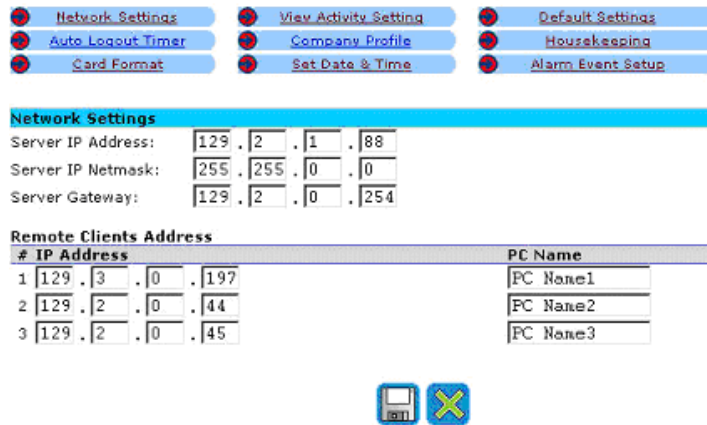 Network Settings View Activity Setting Default Settings
Auto Logout Timer Company Profile Housekeeping
Card Format Set Date & Time Alarm Event Setup
Network Settings
Server IP Address: 129 . 2 . 1 . 88
Server IP Netmask: 255 . 255 . 0 . 0
Server Gateway: 129 . 2 . 0 . 254
Remote Clients Address
# IP Address PC Name
1 129 . 3 . 0 . 197 PC Name1
2 129 . 2 . 0 . 44 PC Name2
3 129 . 2 . 0 . 45 PC Name3